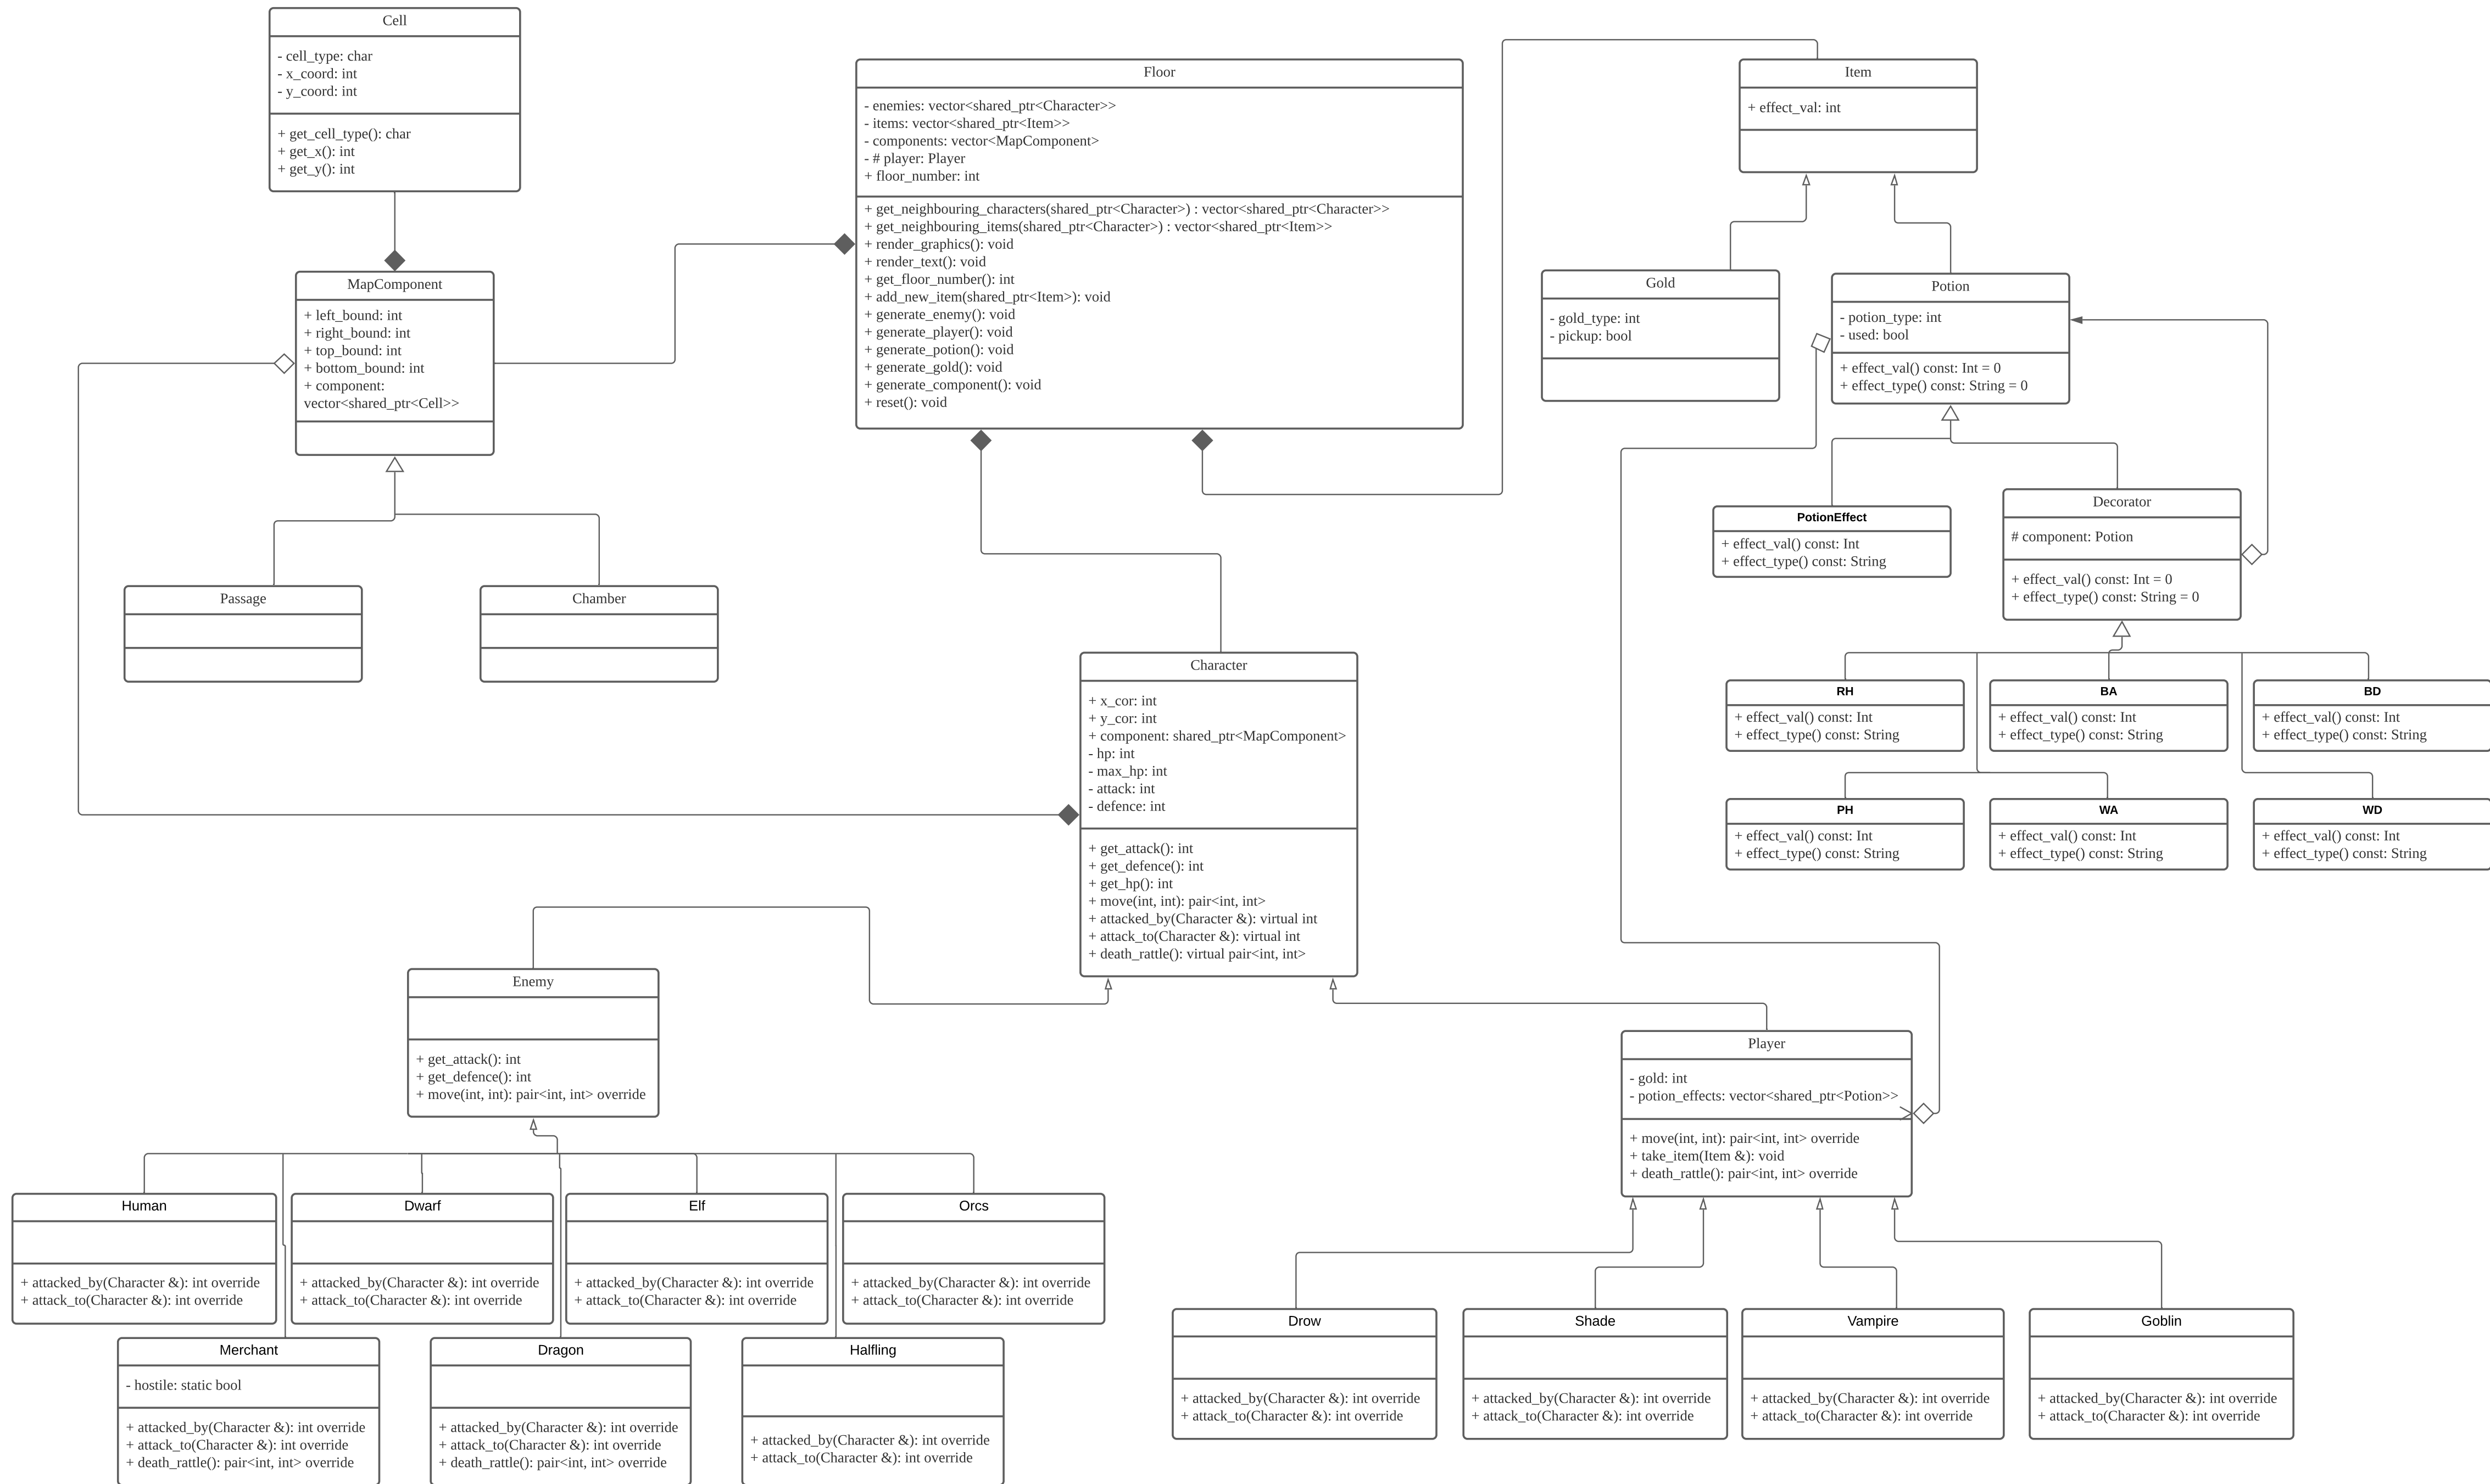 Cell
- cell_type: char
- x_coord: int
- y_coord: int
+ get_cell_type(): char
+ get_x(): int
+ get_y(): int
Floor
- enemies: vector<shared_ptr<Character>>
- items: vector<shared_ptr<Item>>
- components: vector<MapComponent>
- # player: Player
+ floor_number: int
+ get_neighbouring_characters(shared_ptr<Character>) : vector<shared_ptr<Character>>
+ get_neighbouring_items(shared_ptr<Character>) : vector<shared_ptr<Item>>
+ render_graphics(): void
+ render_text(): void
+ get_floor_number(): int
+ add_new_item(shared_ptr<Item>): void
+ generate_enemy(): void
+ generate_player(): void
+ generate_potion(): void
+ generate_gold(): void
+ generate_component(): void
+ reset(): void
Item
+ effect_val: int
MapComponent
+ left_bound: int
+ right_bound: int
+ top_bound: int
+ bottom_bound: int
+ component:
vector<shared_ptr<Cell>>
Gold
- gold_type: int
- pickup: bool
Potion
- potion_type: int
- used: bool
+ effect_val() const: Int = 0
+ effect_type() const: String = 0
PotionEffect
+ effect_val() const: Int
+ effect_type() const: String
Decorator
# component: Potion
+ effect_val() const: Int = 0
+ effect_type() const: String = 0
Passage
Chamber
RH
+ effect_val() const: Int
+ effect_type() const: String
BA
+ effect_val() const: Int
+ effect_type() const: String
BD
+ effect_val() const: Int
+ effect_type() const: String
PH
+ effect_val() const: Int
+ effect_type() const: String
WA
+ effect_val() const: Int
+ effect_type() const: String
WD
+ effect_val() const: Int
+ effect_type() const: String
Character
+ x_cor: int
+ y_cor: int
+ component: shared_ptr<MapComponent>
- hp: int
- max_hp: int
- attack: int
- defence: int
+ get_attack(): int
+ get_defence(): int
+ get_hp(): int
+ move(int, int): pair<int, int>
+ attacked_by(Character &): virtual int
+ attack_to(Character &): virtual int
+ death_rattle(): virtual pair<int, int>
Enemy
+ get_attack(): int
+ get_defence(): int
+ move(int, int): pair<int, int> override
Player
- gold: int
- potion_effects: vector<shared_ptr<Potion>>
+ move(int, int): pair<int, int> override
+ take_item(Item &): void
+ death_rattle(): pair<int, int> override
Human
+ attacked_by(Character &): int override
+ attack_to(Character &): int override
Dwarf
+ attacked_by(Character &): int override
+ attack_to(Character &): int override
Elf
+ attacked_by(Character &): int override
+ attack_to(Character &): int override
Orcs
+ attacked_by(Character &): int override
+ attack_to(Character &): int override
Merchant
- hostile: static bool
+ attacked_by(Character &): int override
+ attack_to(Character &): int override
+ death_rattle(): pair<int, int> override
Dragon
+ attacked_by(Character &): int override
+ attack_to(Character &): int override
+ death_rattle(): pair<int, int> override
Halfling
+ attacked_by(Character &): int override
+ attack_to(Character &): int override
Drow
+ attacked_by(Character &): int override
+ attack_to(Character &): int override
Shade
+ attacked_by(Character &): int override
+ attack_to(Character &): int override
Vampire
+ attacked_by(Character &): int override
+ attack_to(Character &): int override
Goblin
+ attacked_by(Character &): int override
+ attack_to(Character &): int override